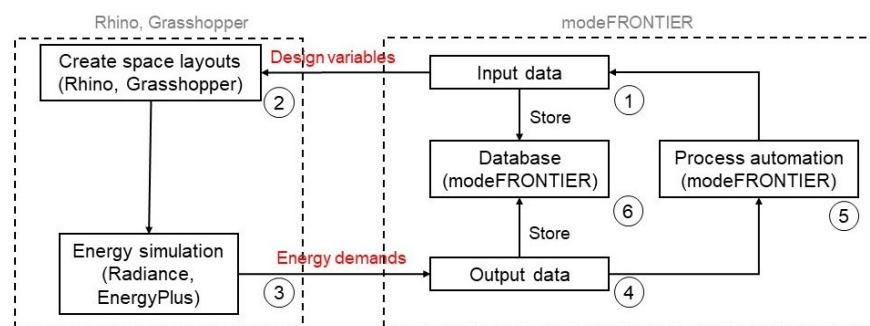 Rhino, Grasshopper
modeFRONTIER
Create space layouts
(Rhino, Grasshopper)
2
Design variables
Input data
1
Store
Database
(modeFRONTIER)
6
Process automation
(modeFRONTIER)
5
Store
Energy simulation
(Radiance,
EnergyPlus)
3
Energy demands
Output data
4